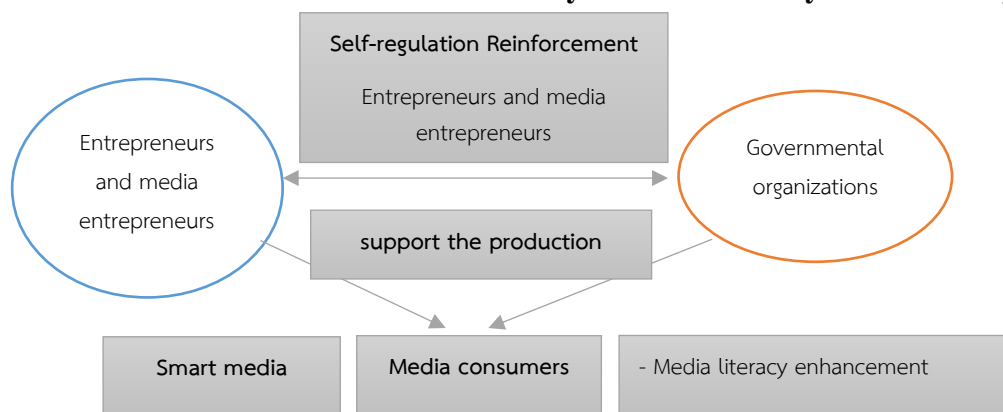 Self-regulation Reinforcement
Entrepreneurs and media
entrepreneurs
Entrepreneurs
and media
entrepreneurs
Governmental
organizations
support the production
Smart media
Media consumers
- Media literacy enhancement